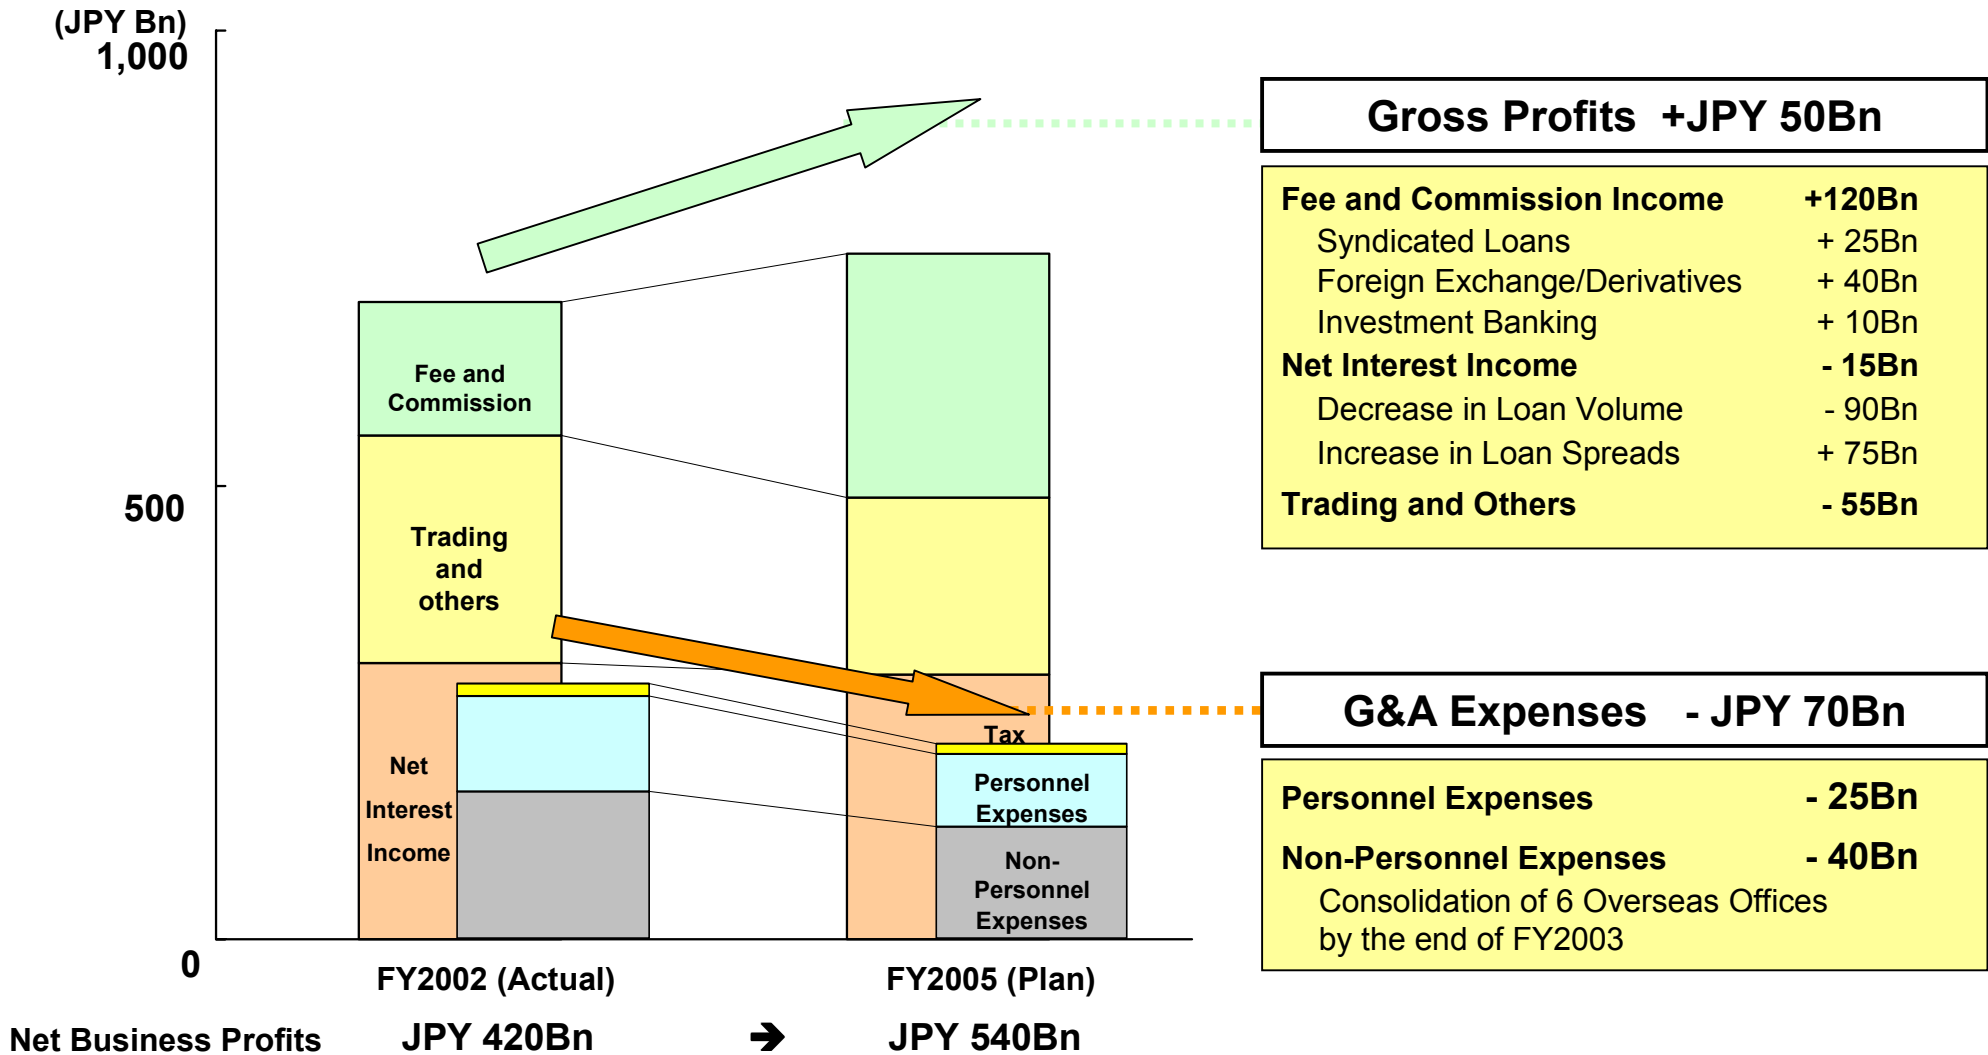 (JPY Bn)
1,000
500
0
Fee and
Commission
Trading
and
others
Net
Interest
Income
Tax
Personnel
Expenses
Non-
Personnel
Expenses
FY2002 (Actual)
FY2005 (Plan)
Net Business Profits JPY 420Bn ➔ JPY 540Bn
Gross Profits +JPY 50Bn
Fee and Commission Income +120Bn
Syndicated Loans + 25Bn
Foreign Exchange/Derivatives + 40Bn
Investment Banking + 10Bn
Net Interest Income - 15Bn
Decrease in Loan Volume - 90Bn
Increase in Loan Spreads + 75Bn
Trading and Others - 55Bn
G&A Expenses - JPY 70Bn
Personnel Expenses - 25Bn
Non-Personnel Expenses - 40Bn
Consolidation of 6 Overseas Offices
by the end of FY2003